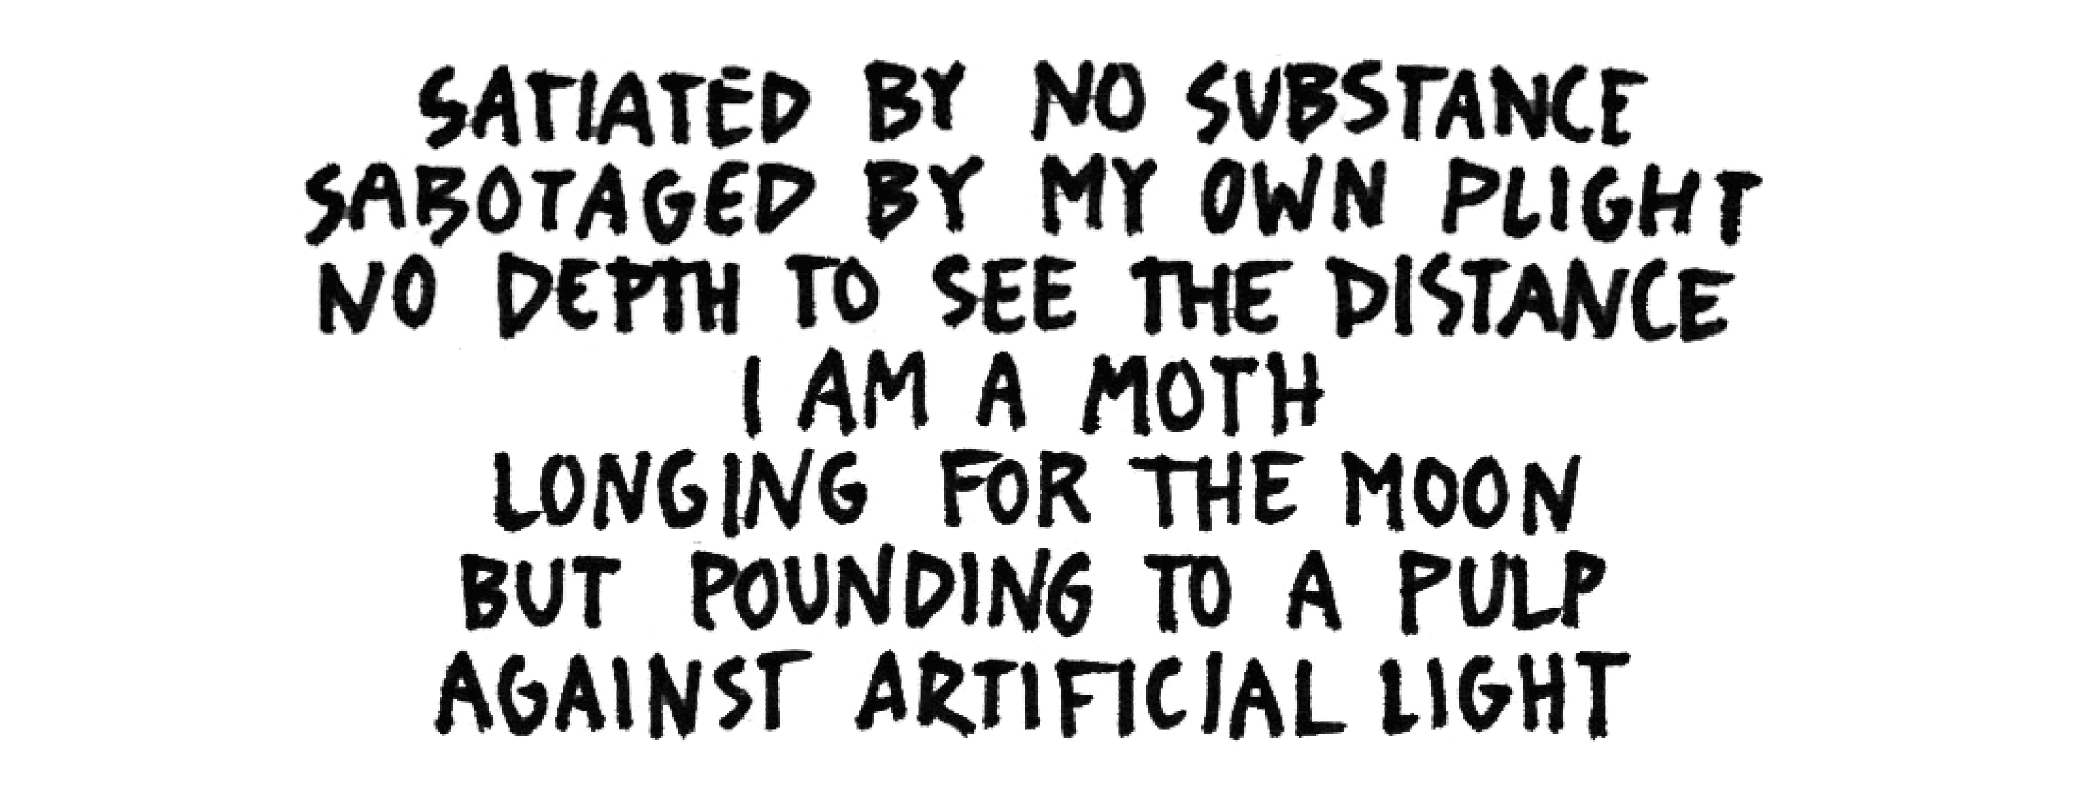 SATIATED BY NO SUBSTANCE
SABOTAGED BY MY OWN PLIGHT
NO DEPTH TO SEE THE DISTANCE
I AM A MOTH
LONGING FOR THE MOON
BUT POUNDING TO A PULP
AGAINST ARTIFICIAL LIGHT